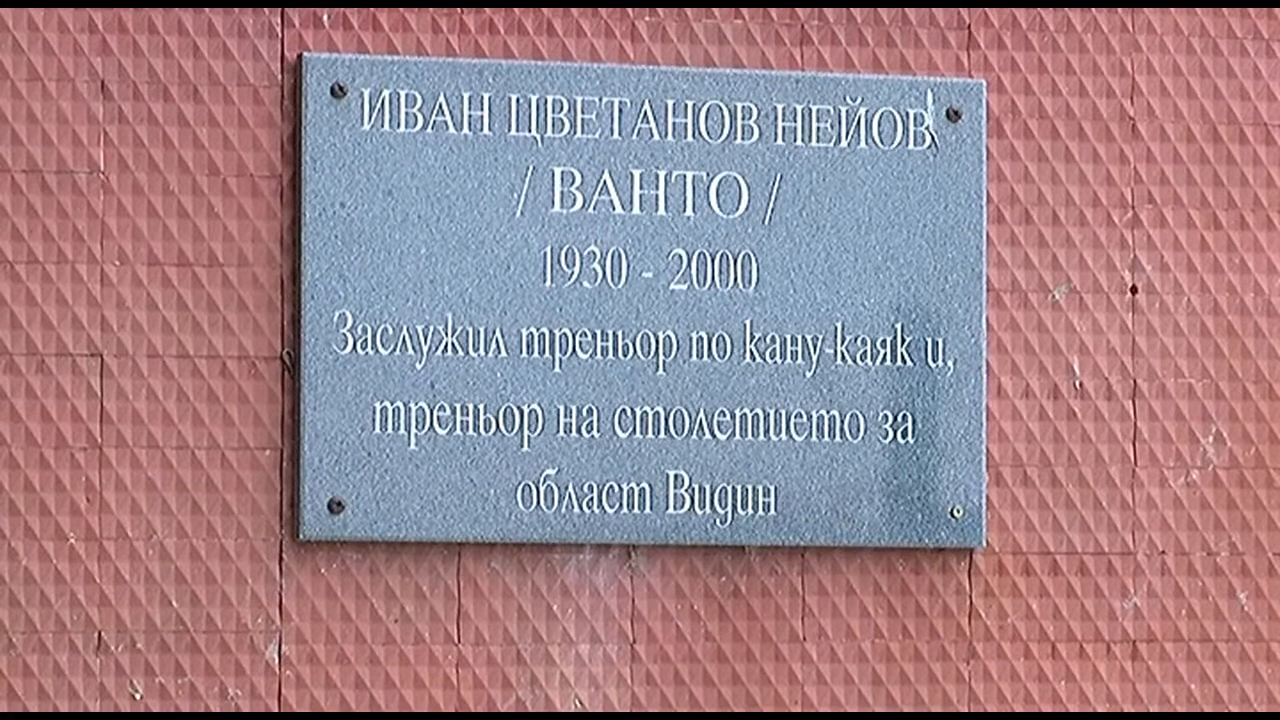 ИВАН ЦВЕТАНОВ НЕЙОВ
/ ВАНТО /
1930 - 2000
Заслужил треньор по кану-каяк и,
треньор на столетието за
област Видин